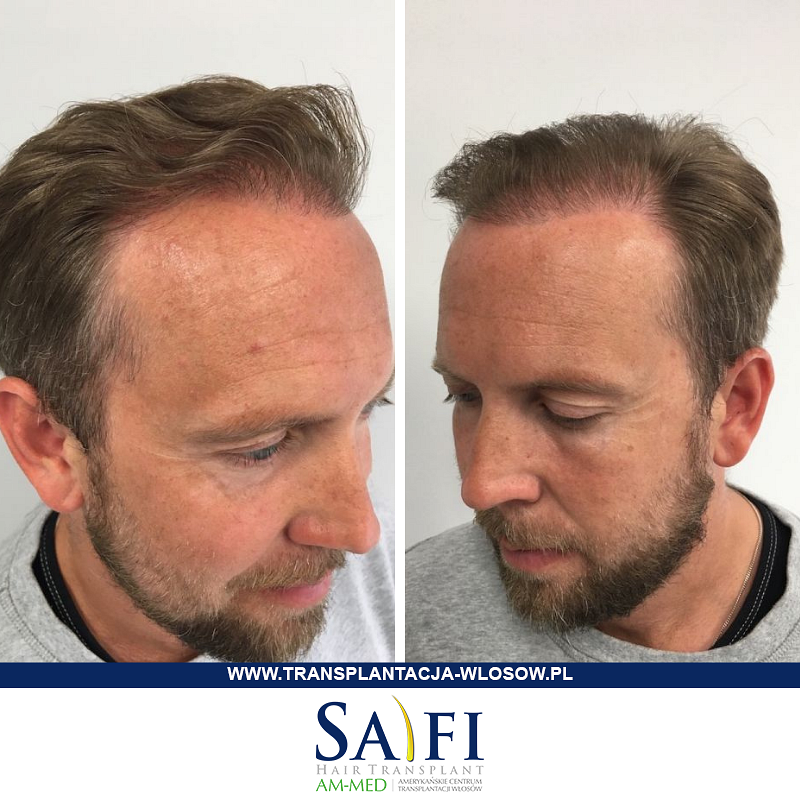 WWW.TRANSPLANTACJA-WLOSOW.PL
SAFI
HAIR TRANSPLANT
AM-MED
AMERYKAŃSKIE CENTRUM
TRANSPLANTACJI WŁOSÓW